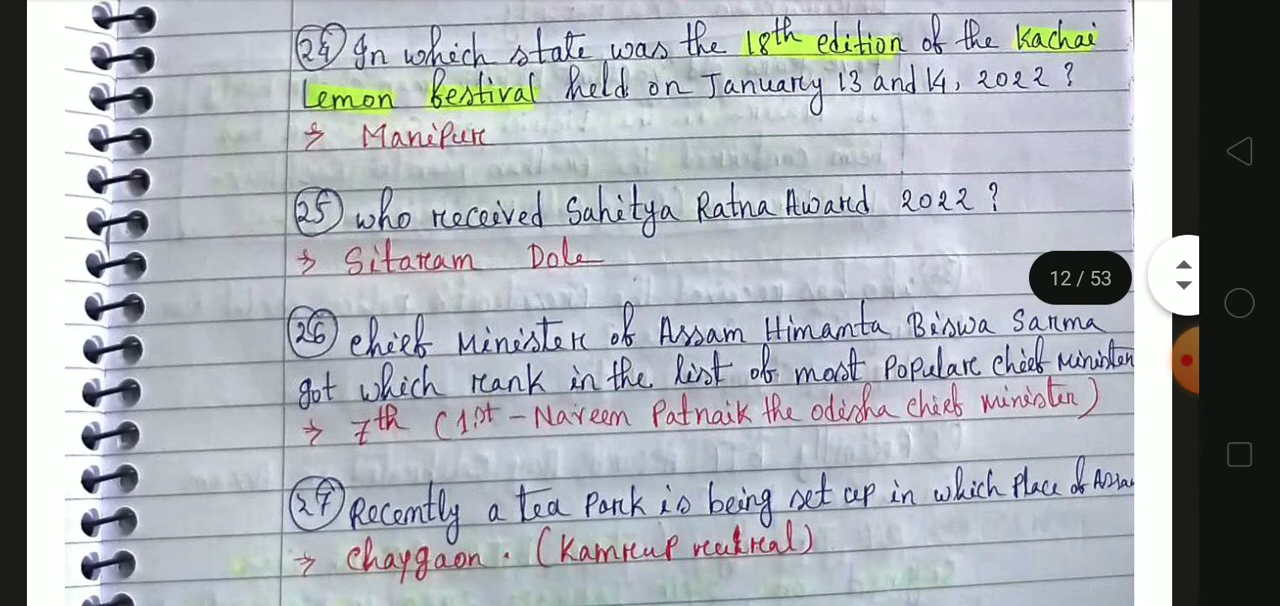 24 In which state was the 18th edition of the Kachai
Lemon festival held on January 13 and 14, 2022 ?
→ Manipur
25 who received Sahitya Ratna Award 2022 ?
→ Sitaram Dole
12 / 53
26 chief Minister of Assam Himanta Biswa Sarma
got which rank in the list of most Popular chief minister
→ 7th (1st - Naveen Patnaik the odisha chief minister)
27 Recently a tea Park is being set up in which Place of Assa
→ Chaygaon . (Kamrup rural)